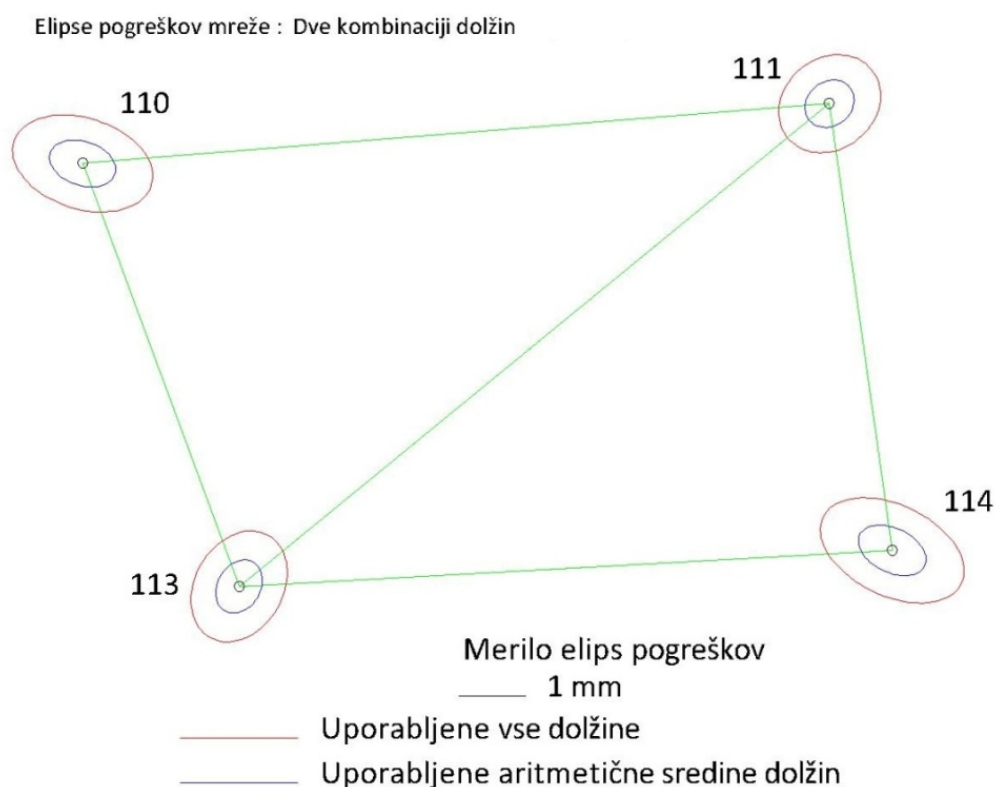 Elipse pogreškov mreže : Dve kombinaciji dolžin
110
111
114
113
Merilo elips pogreškov
1 mm
Uporabljene vse dolžine
Uporabljene aritmetične sredine dolžin